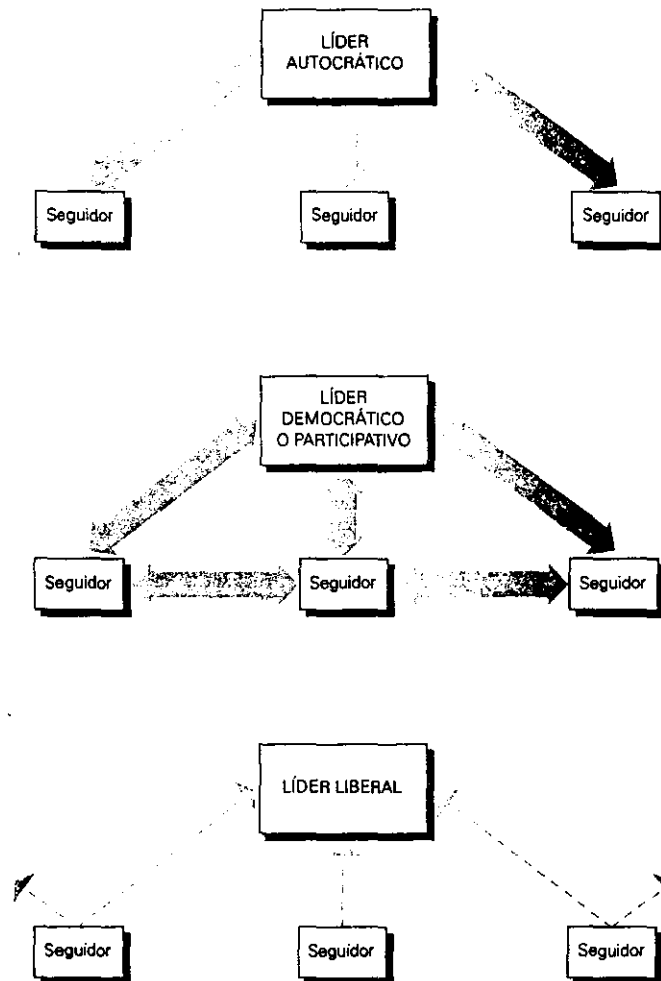 LÍDER
AUTOCRÁTICO
Seguidor
Seguidor
Seguidor
LÍDER
DEMOCRÁTICO
O PARTICIPATIVO
Seguidor
Seguidor
Seguidor
LÍDER LIBERAL
Seguidor
Seguidor
Seguidor